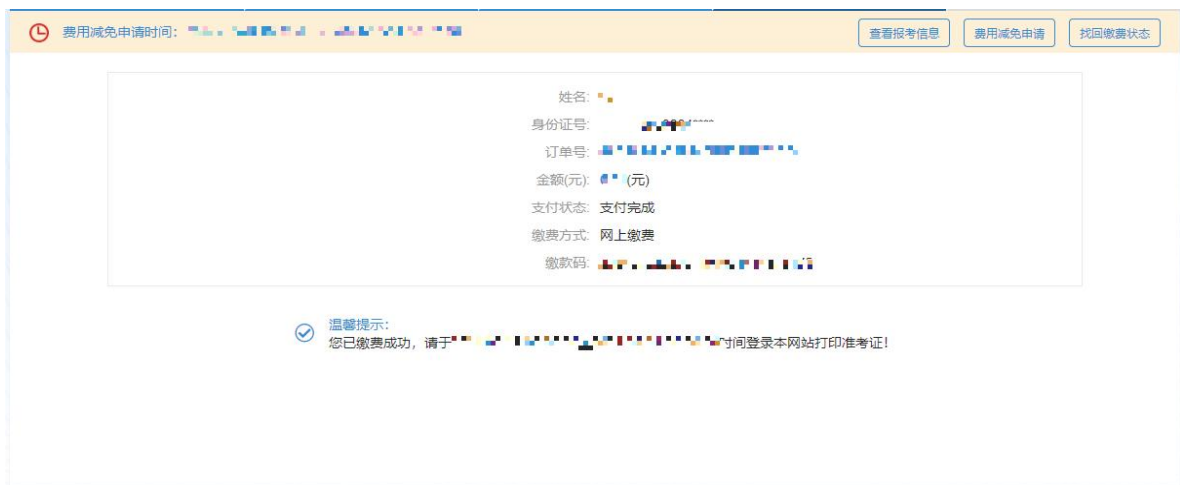 费用减免申请时间：
查看报考信息
费用减免申请
找回缴费状态
姓名:
身份证号:
订单号:
金额(元): (元)
支付状态: 支付完成
缴费方式: 网上缴费
缴款码:
温馨提示：
您已缴费成功，请于 时间登录本网站打印准考证！